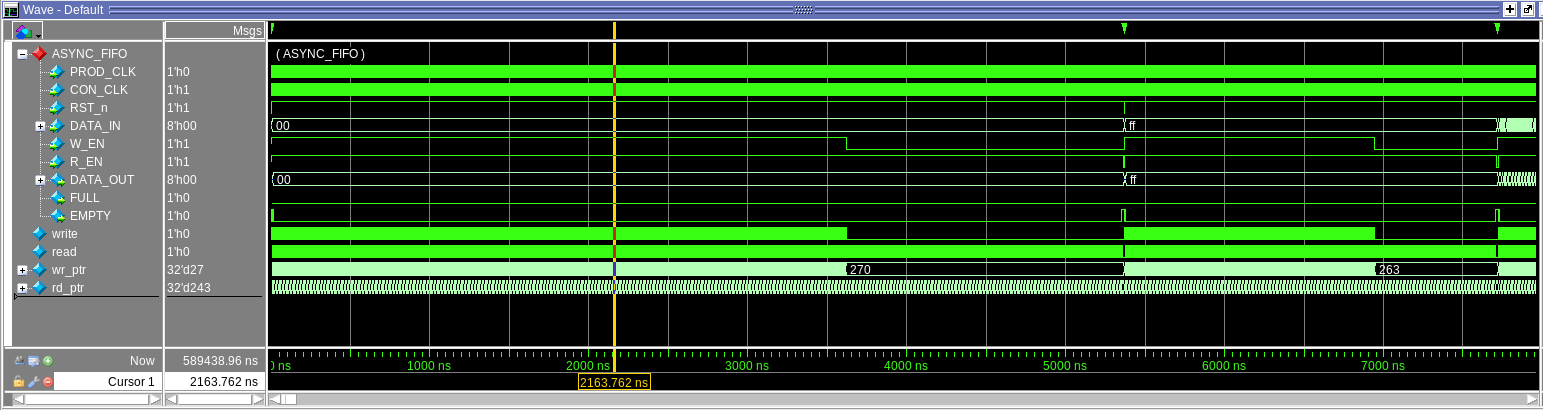 Wave - Default
Msgs
ASYNC_FIFO ( ASYNC_FIFO )
PROD_CLK 1'h0
CON_CLK 1'h1
RST_n 1'h1
DATA_IN 8'h00 00 ff
W_EN 1'h1
R_EN 1'h1
DATA_OUT 8'h00 00 ff
FULL 1'h0
EMPTY 1'h0
write 1'h0
read 1'h0
wr_ptr 32'd27 270 263
rd_ptr 32'd243
Now 589438.96 ns ns 1000 ns 2000 ns 3000 ns 4000 ns 5000 ns 6000 ns 7000 ns
Cursor 1 2163.762 ns 2163.762 ns